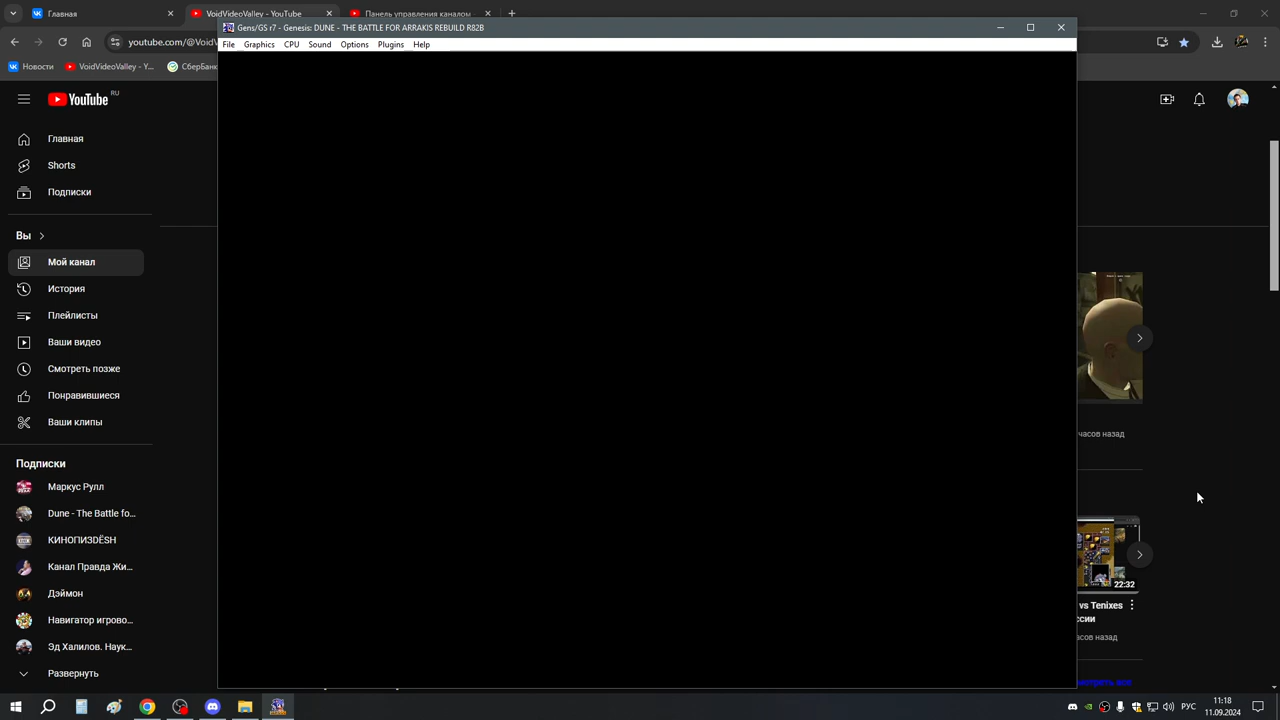 Главная
VoidVideoValley - YouTube
Панель управления каналом
Gens/GS r7 - Genesis: DUNE - THE BATTLE FOR ARRAKIS REBUILD R82B
File Graphics CPU Sound Options Plugins Help
youtube.com/@VoidV
Новости
VoidVideoValley - Y...
СберБанк
YouTube RU
Главная
Shorts
Подписки
Вы
Мой канал
История
Плейлисты
Ваши видео
Смотреть позже
Понравившиеся
Ваши клипы
Подписки
Маркус Рулл
Dune - The Battle fo...
КИНОПИЗDЁSH
Канал Правда Жи...
Дэймон
Навигатор игрово...
Эд Халилов. Наук...
Развернуть
часов назад
22:32
vs Tenixes
ссии
асов назад
мотреть все
РУС
11:18
11.09.2024